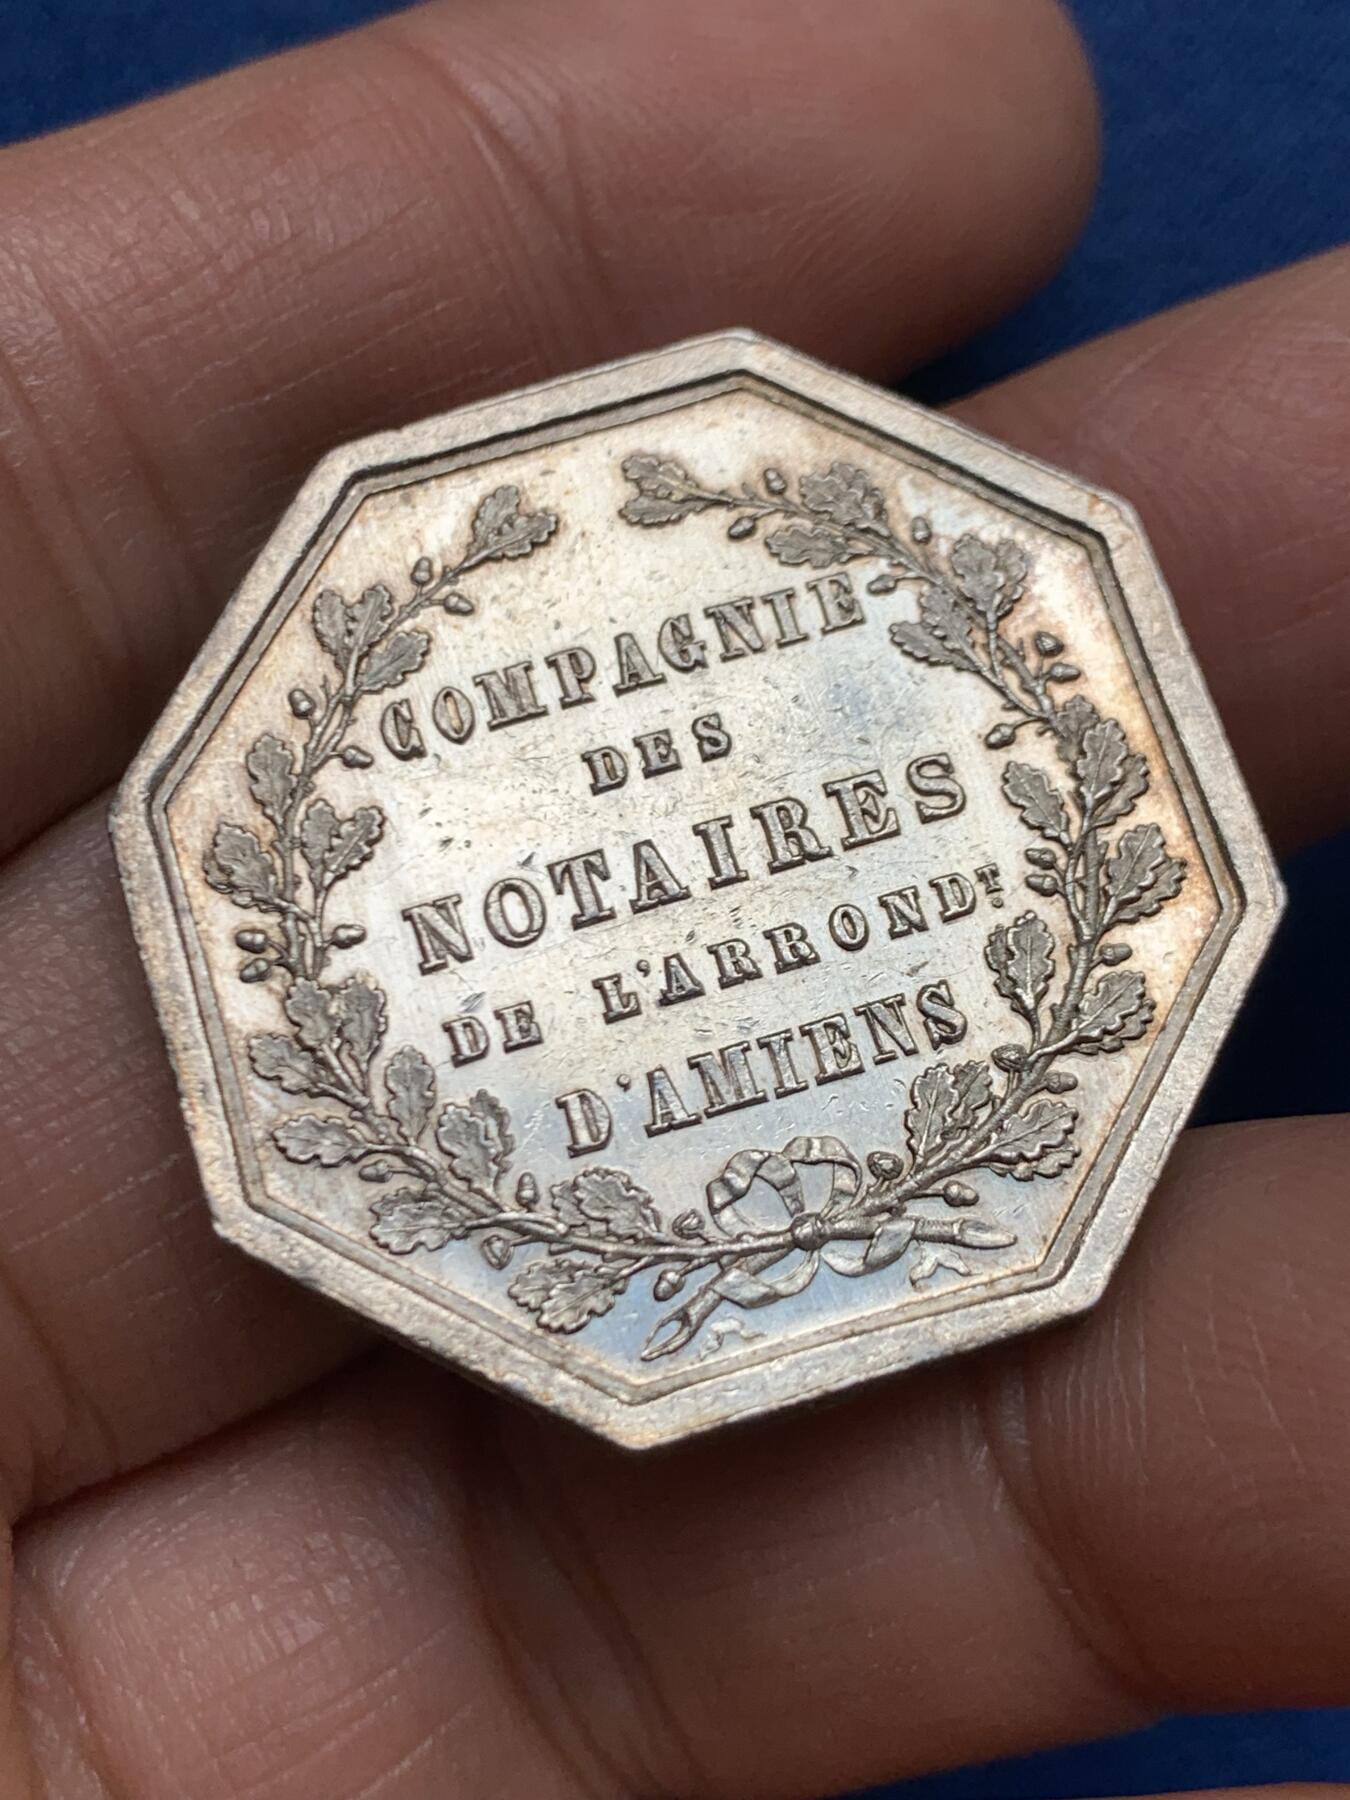 COMPAGNIE
DES
NOTAIRES
DE L'ARRONDT.
D'AMIENS